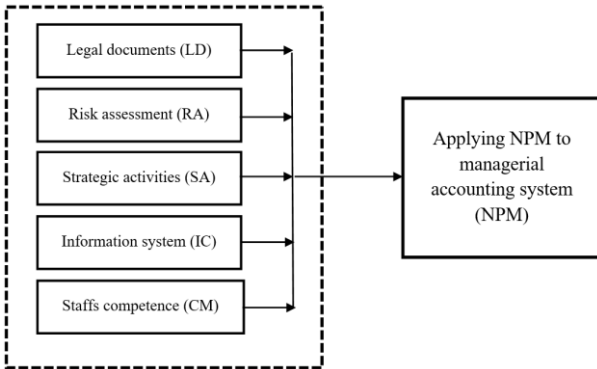 Legal documents (LD)
Risk assessment (RA)
Strategic activities (SA)
Information system (IC)
Staffs competence (CM)
Applying NPM to
managerial
accounting system
(NPM)